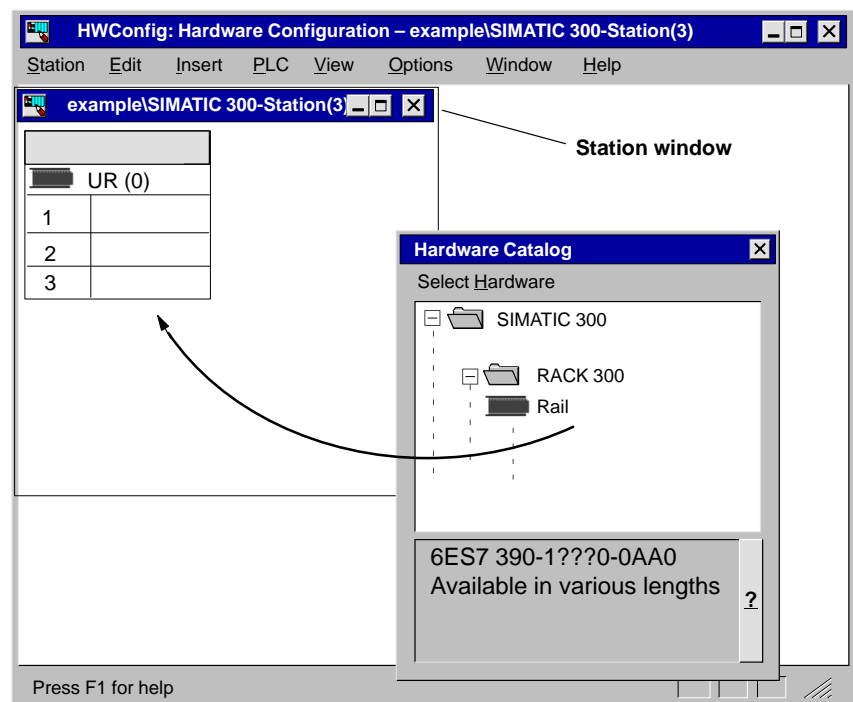 HWConfig: Hardware Configuration – example\SIMATIC 300-Station(3)
Station Edit Insert PLC View Options Window Help
example\SIMATIC 300-Station(3)
Station window
UR (0)
1
2
3
Hardware Catalog
Select Hardware
SIMATIC 300
RACK 300
Rail
6ES7 390-1???0-0AA0
Available in various lengths
?
Press F1 for help